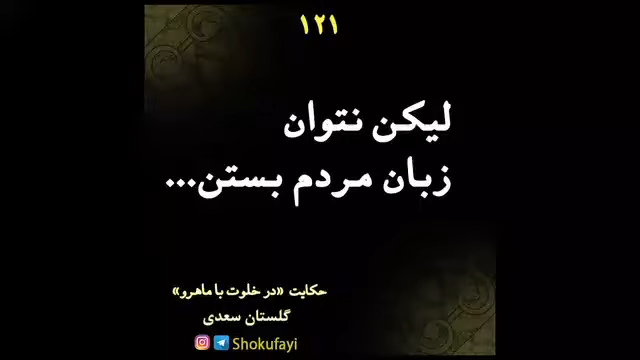 ۱۲۱
لیکن نتوان
زبان مردم بستن...
حکایت «در خلوت با ماهرو»
گلستان سعدی
Shokufayi